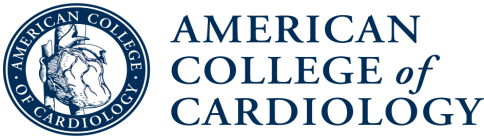 · AMERICAN COLLEGE ·
OF CARDIOLOGY
AMERICAN
COLLEGE of
CARDIOLOGY